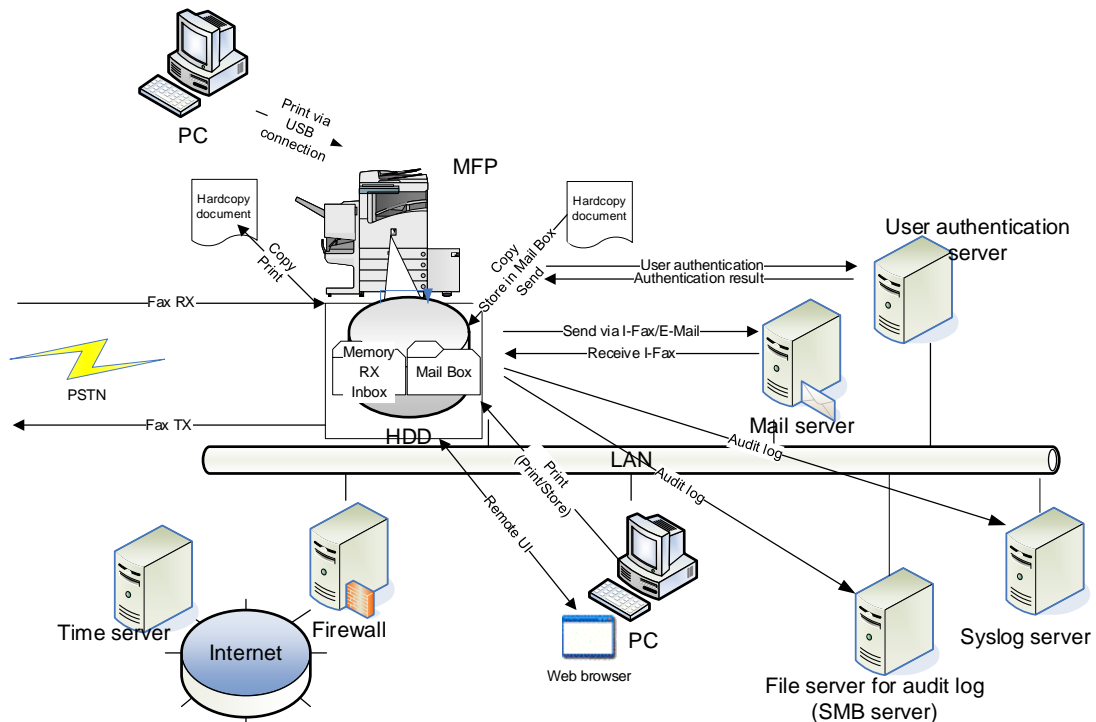 PC
Print via
USB
connection
MFP
Hardcopy
document
Copy
Print
Hardcopy
document
Copy
Store in Mail Box
Send
User authentication
server
User authentication
Authentication result
Fax RX
Send via I-Fax/E-Mail
Receive I-Fax
Memory
RX
Inbox
Mail Box
PSTN
Fax TX
HDD
Mail server
LAN
Audit log
Audit log
Print
(Print/Store)
Remote UI
Time server
Firewall
Internet
PC
Web browser
Syslog server
File server for audit log
(SMB server)